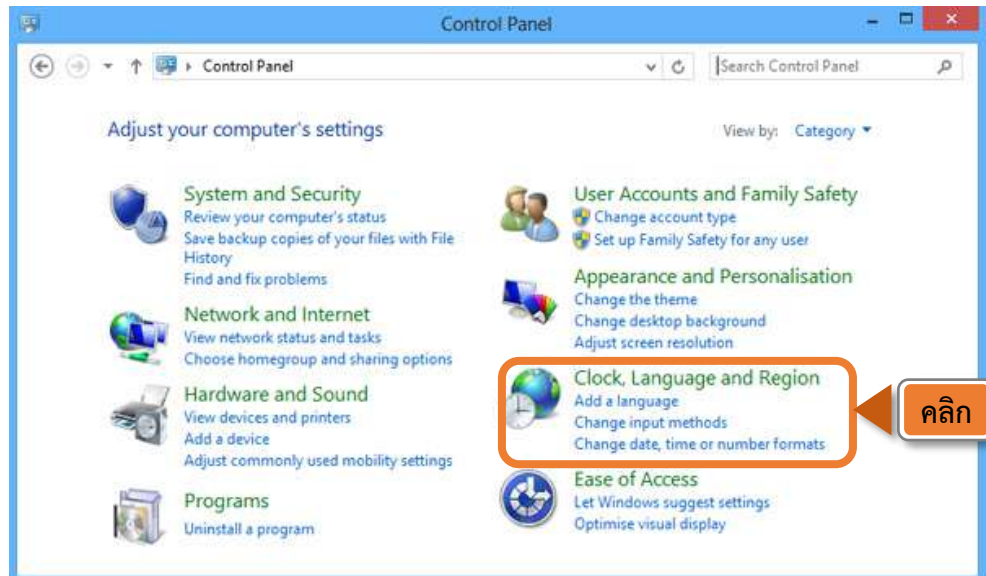 Control Panel
Control Panel
Search Control Panel
Adjust your computer's settings
View by: Category
System and Security
Review your computer's status
Save backup copies of your files with File
History
Find and fix problems
Network and Internet
View network status and tasks
Choose homegroup and sharing options
Hardware and Sound
View devices and printers
Add a device
Adjust commonly used mobility settings
Programs
Uninstall a program
User Accounts and Family Safety
Change account type
Set up Family Safety for any user
Appearance and Personalisation
Change the theme
Change desktop background
Adjust screen resolution
Clock, Language and Region
Add a language
Change input methods
Change date, time or number formats
คลิก
Ease of Access
Let Windows suggest settings
Optimise visual display